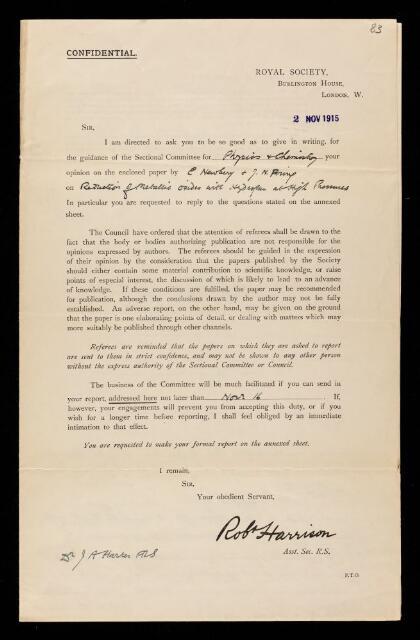 83
CONFIDENTIAL.
ROYAL SOCIETY,
BURLINGTON HOUSE,
LONDON, W.
2 NOV 1915
SIR,
I am directed to ask you to be so good as to give in writing, for
the guidance of the Sectional Committee for Physics & Chemistry your
opinion on the enclosed paper by E Newbery & J. N. Pring
on Reduction of Metallic oxides with Hydrogen at High Pressures
In particular you are requested to reply to the questions stated on the annexed
sheet.
The Council have ordered that the attention of referees shall be drawn to the
fact that the body or bodies authorizing publication are not responsible for the
opinions expressed by authors. The referees should be guided in the expression
of their opinion by the consideration that the papers published by the Society
should either contain some material contribution to scientific knowledge, or raise
points of especial interest, the discussion of which is likely to lead to an advance
of knowledge. If these conditions are fulfilled, the paper may be recommended
for publication, although the conclusions drawn by the author may not be fully
established. An adverse report, on the other hand, may be given on the ground
that the paper is one elaborating points of detail, or dealing with matters which may
more suitably be published through other channels.
Referees are reminded that the papers on which they are asked to report
are sent to them in strict confidence, and may not be shown to any other person
without the express authority of the Sectional Committee or Council.
The business of the Committee will be much facilitated if you can send in
your report, addressed here not later than Novr 16 . If,
however, your engagements will prevent you from accepting this duty, or if you
wish for a longer time before reporting, I shall feel obliged by an immediate
intimation to that effect.
You are requested to make your formal report on the annexed sheet.
I remain,
SIR,
Your obedient Servant,
Robt Harrison
Asst. Sec. R.S.
Dr J A Harker FRS
P.T.O.